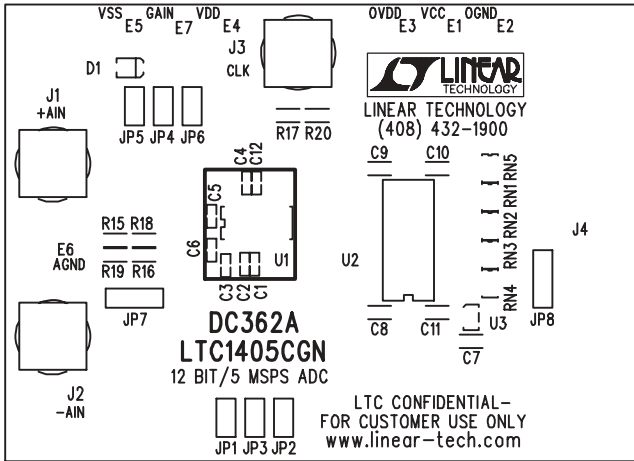 VSS GAIN VDD
E5 E7 E4
OVDD VCC OGND
E3 E1 E2
J3
CLK
D1
LINEAR
TECHNOLOGY
LINEAR TECHNOLOGY
(408) 432-1900
J1
+AIN
JP5 JP4 JP6
R17 R20
C4
C12
C9 C10
RN5
RN1
RN2
RN3
RN4
C5
C6
R15 R18
E6
AGND
R19 R16
U1
U2
J4
C3
C2
C1
JP7
C8 C11
U3
JP8
C7
DC362A
LTC1405CGN
12 BIT/5 MSPS ADC
J2
-AIN
JP1 JP3 JP2
LTC CONFIDENTIAL-
FOR CUSTOMER USE ONLY
www.linear-tech.com